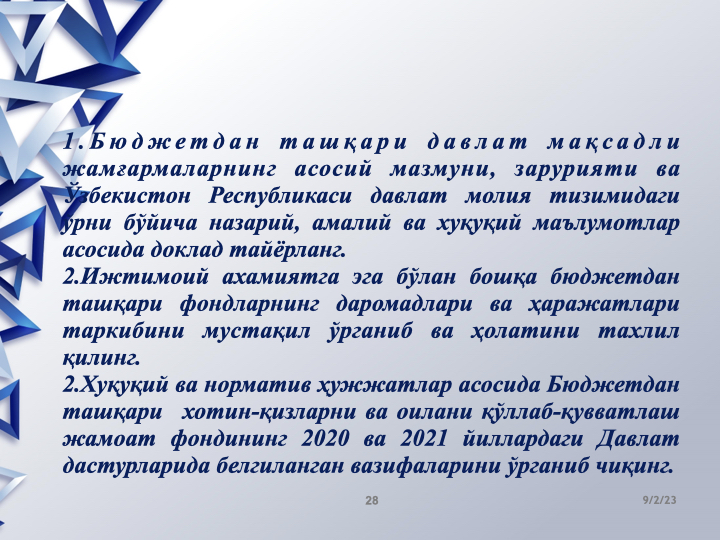 1.Бюджетдан ташқари давлат мақсадли
жамғармаларнинг асосий мазмуни, зарурияти ва
Ўзбекистон Республикаси давлат молия тизимидаги
ўрни бўйича назарий, амалий ва хуқуқий маълумотлар
асосида доклад тайёрланг.
2.Ижтимоий ахамиятга эга бўлан бошқа бюджетдан
ташқари фондларнинг даромадлари ва ҳаражатлари
таркибини мустақил ўрганиб ва ҳолатини тахлил
қилинг.
2.Хуқуқий ва норматив хужжатлар асосида Бюджетдан
ташқари хотин-қизларни ва оилани қўллаб-қувватлаш
жамоат фондининг 2020 ва 2021 йиллардаги Давлат
дастурларида белгиланган вазифаларини ўрганиб чиқинг.
28
9/2/23